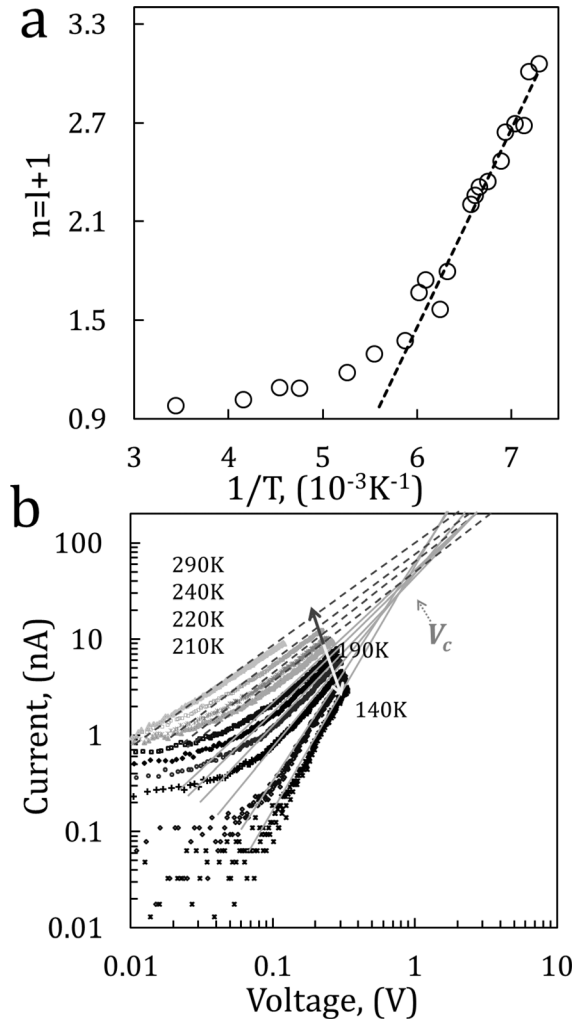 a
3.3
2.7
2.1
1.5
0.9
n=l+1
3 4 5 6 7
1/T, (10⁻³K⁻¹)
b
100
10
1
0.1
0.01
Current, (nA)
290K
240K
220K
210K
190K
140K
Vc
0.01 0.1 1 10
Voltage, (V)